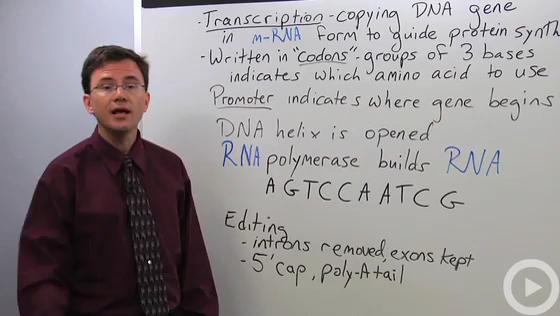 - Transcription - copying DNA gene
in m-RNA form to guide protein synth
- Written in "codons" - groups of 3 bases
indicates which amino acid to use
Promoter indicates where gene begins
DNA helix is opened
RNA polymerase builds RNA
A G T C C A A T C G
Editing
- introns removed, exons kept
- 5' cap, poly-A tail